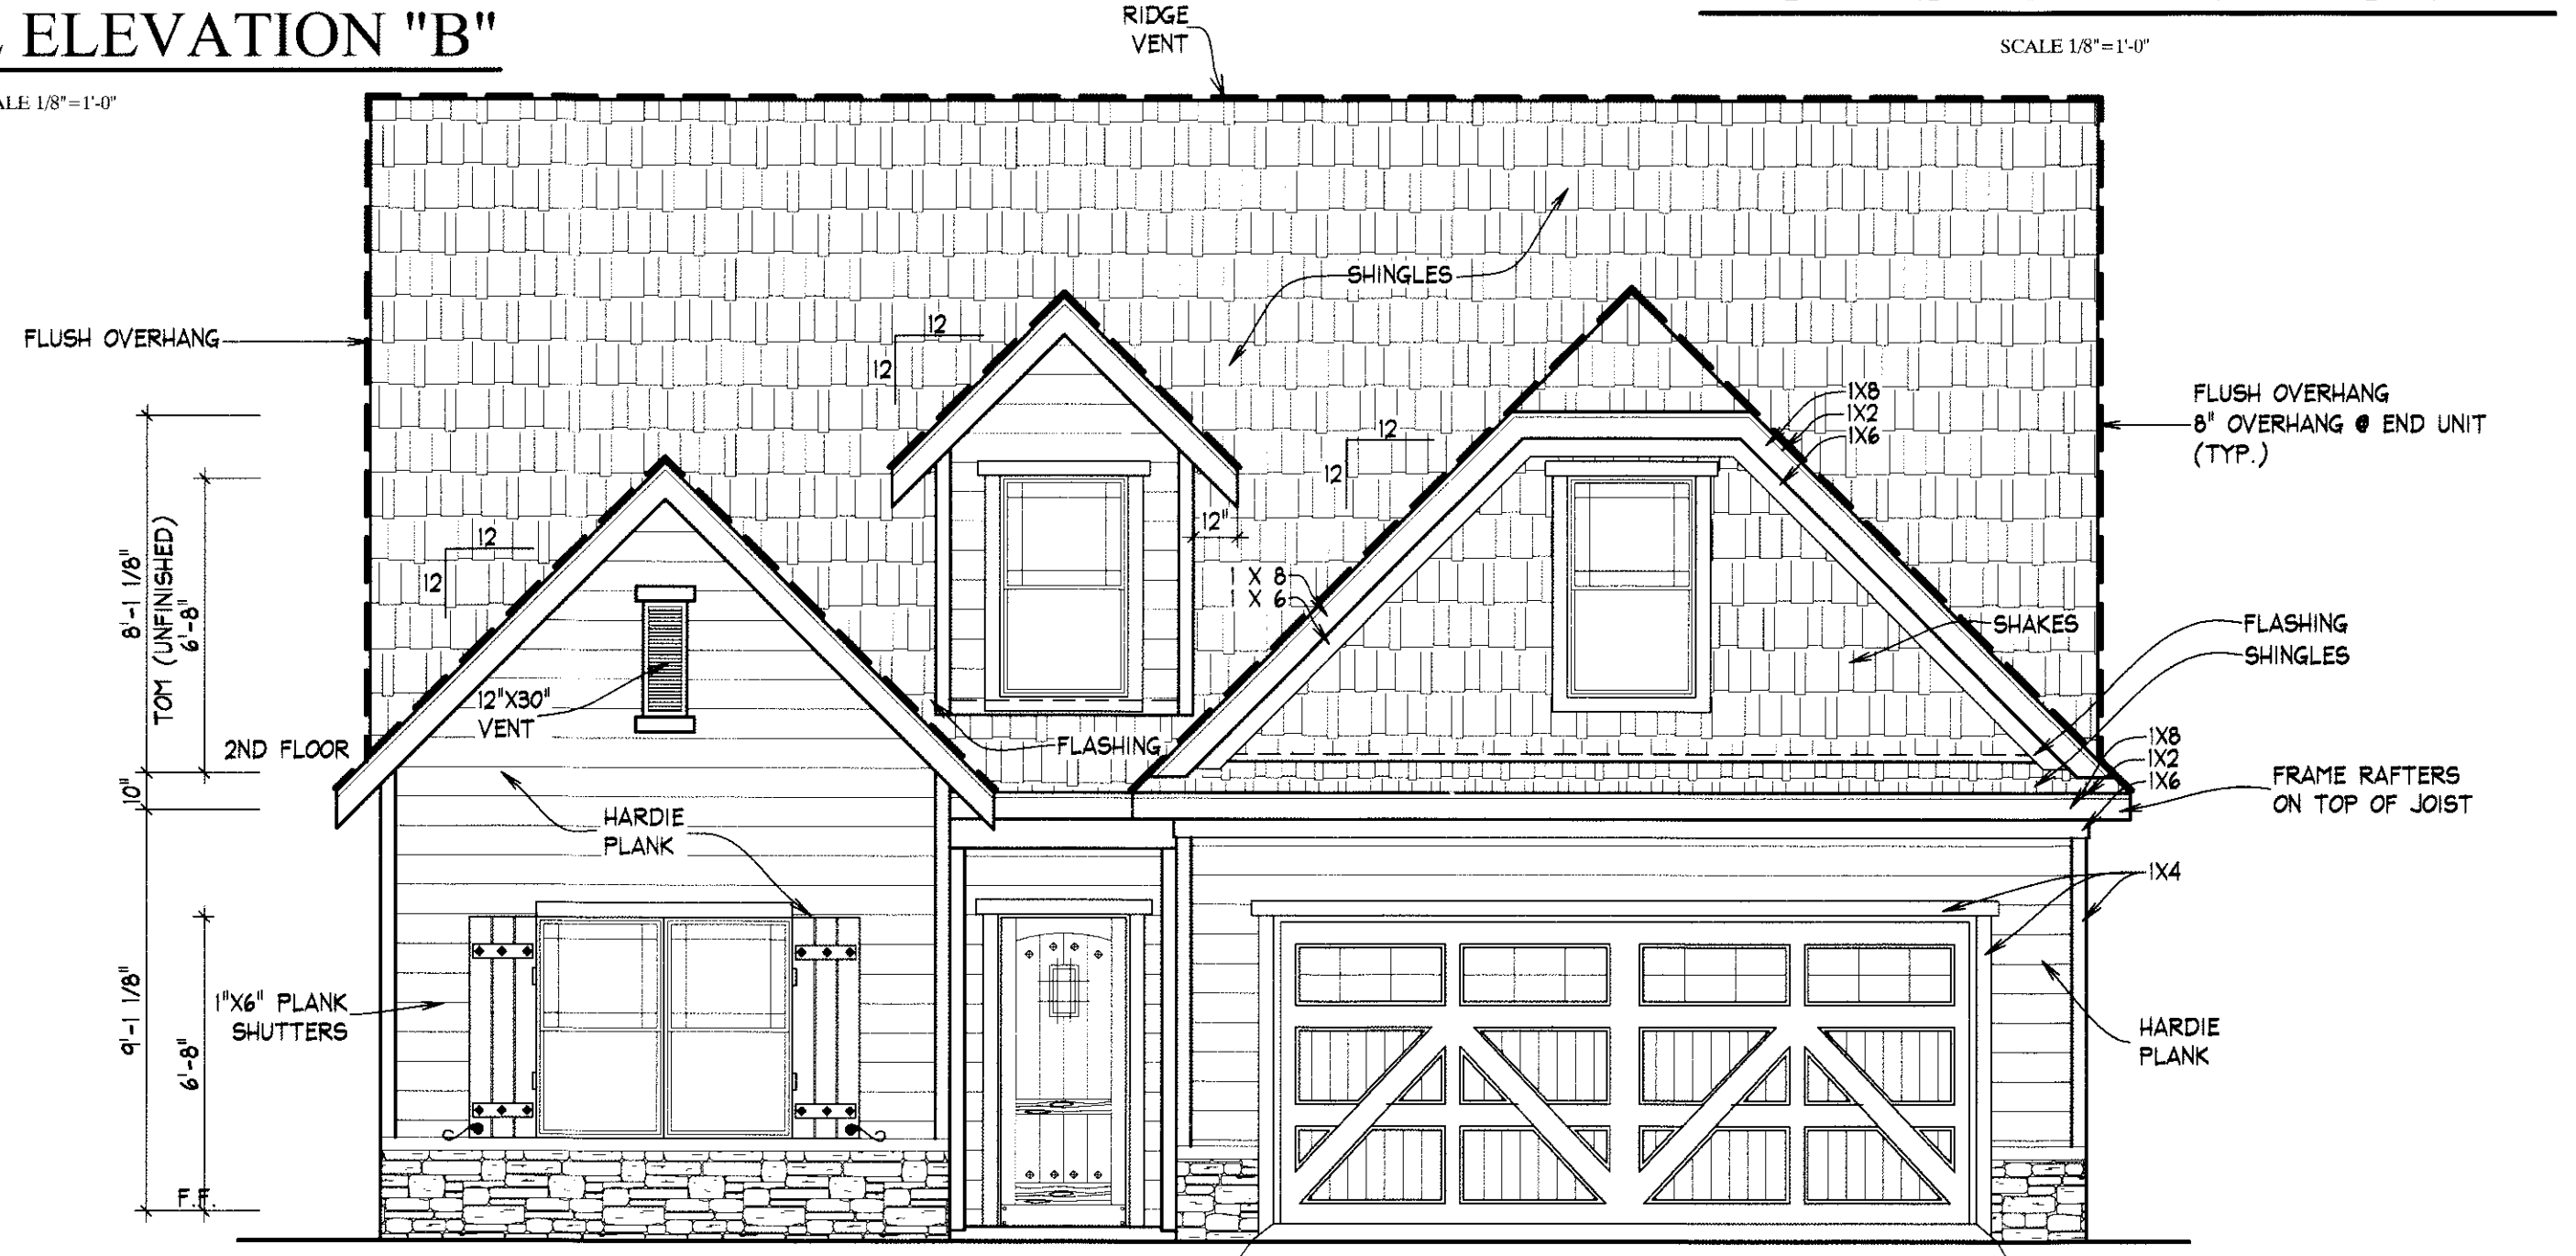 ELEVATION "B"
ALE 1/8"=1'-0"
SCALE 1/8"=1'-0"
RIDGE
VENT
SHINGLES
FLUSH OVERHANG
12
12
FLUSH OVERHANG
8" OVERHANG @ END UNIT
(TYP.)
1X8
1X2
1X6
12
12
12"
12
12
8'-1 1/8"
TOM (UNFINISHED)
6'-8"
1 X 8
1 X 6
SHAKES
FLASHING
SHINGLES
12"X30"
VENT
2ND FLOOR
FLASHING
1X8
1X2
1X6
FRAME RAFTERS
ON TOP OF JOIST
10"
HARDIE
PLANK
1X4
9'-1 1/8"
6'-8"
1"X6" PLANK
SHUTTERS
HARDIE
PLANK
F.F.